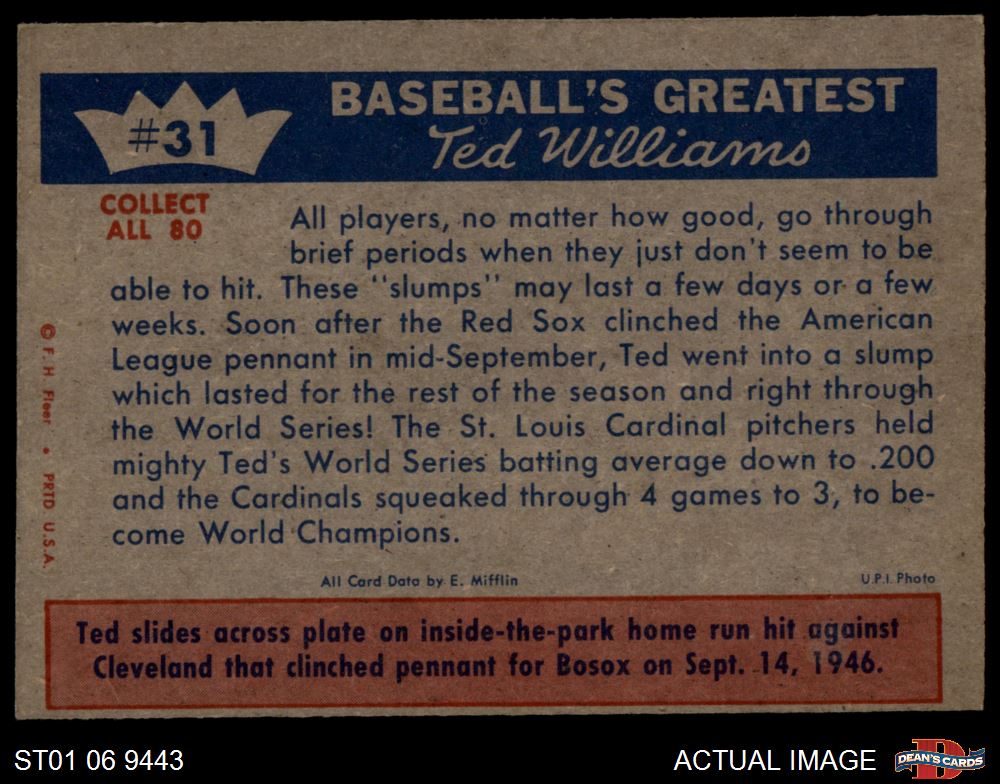 #31
BASEBALL'S GREATEST
Ted Williams
COLLECT
ALL 80
All players, no matter how good, go through
brief periods when they just don't seem to be
able to hit. These "slumps" may last a few days or a few
weeks. Soon after the Red Sox clinched the American
League pennant in mid-September, Ted went into a slump
which lasted for the rest of the season and right through
the World Series! The St. Louis Cardinal pitchers held
mighty Ted's World Series batting average down to .200
and the Cardinals squeaked through 4 games to 3, to be-
come World Champions.
© F. H. Fleer • PRTD U.S.A.
All Card Data by E. Mifflin
U.P.I. Photo
Ted slides across plate on inside-the-park home run hit against
Cleveland that clinched pennant for Bosox on Sept. 14, 1946.
ST01 06 9443
ACTUAL IMAGE
D
DEAN'S CARDS